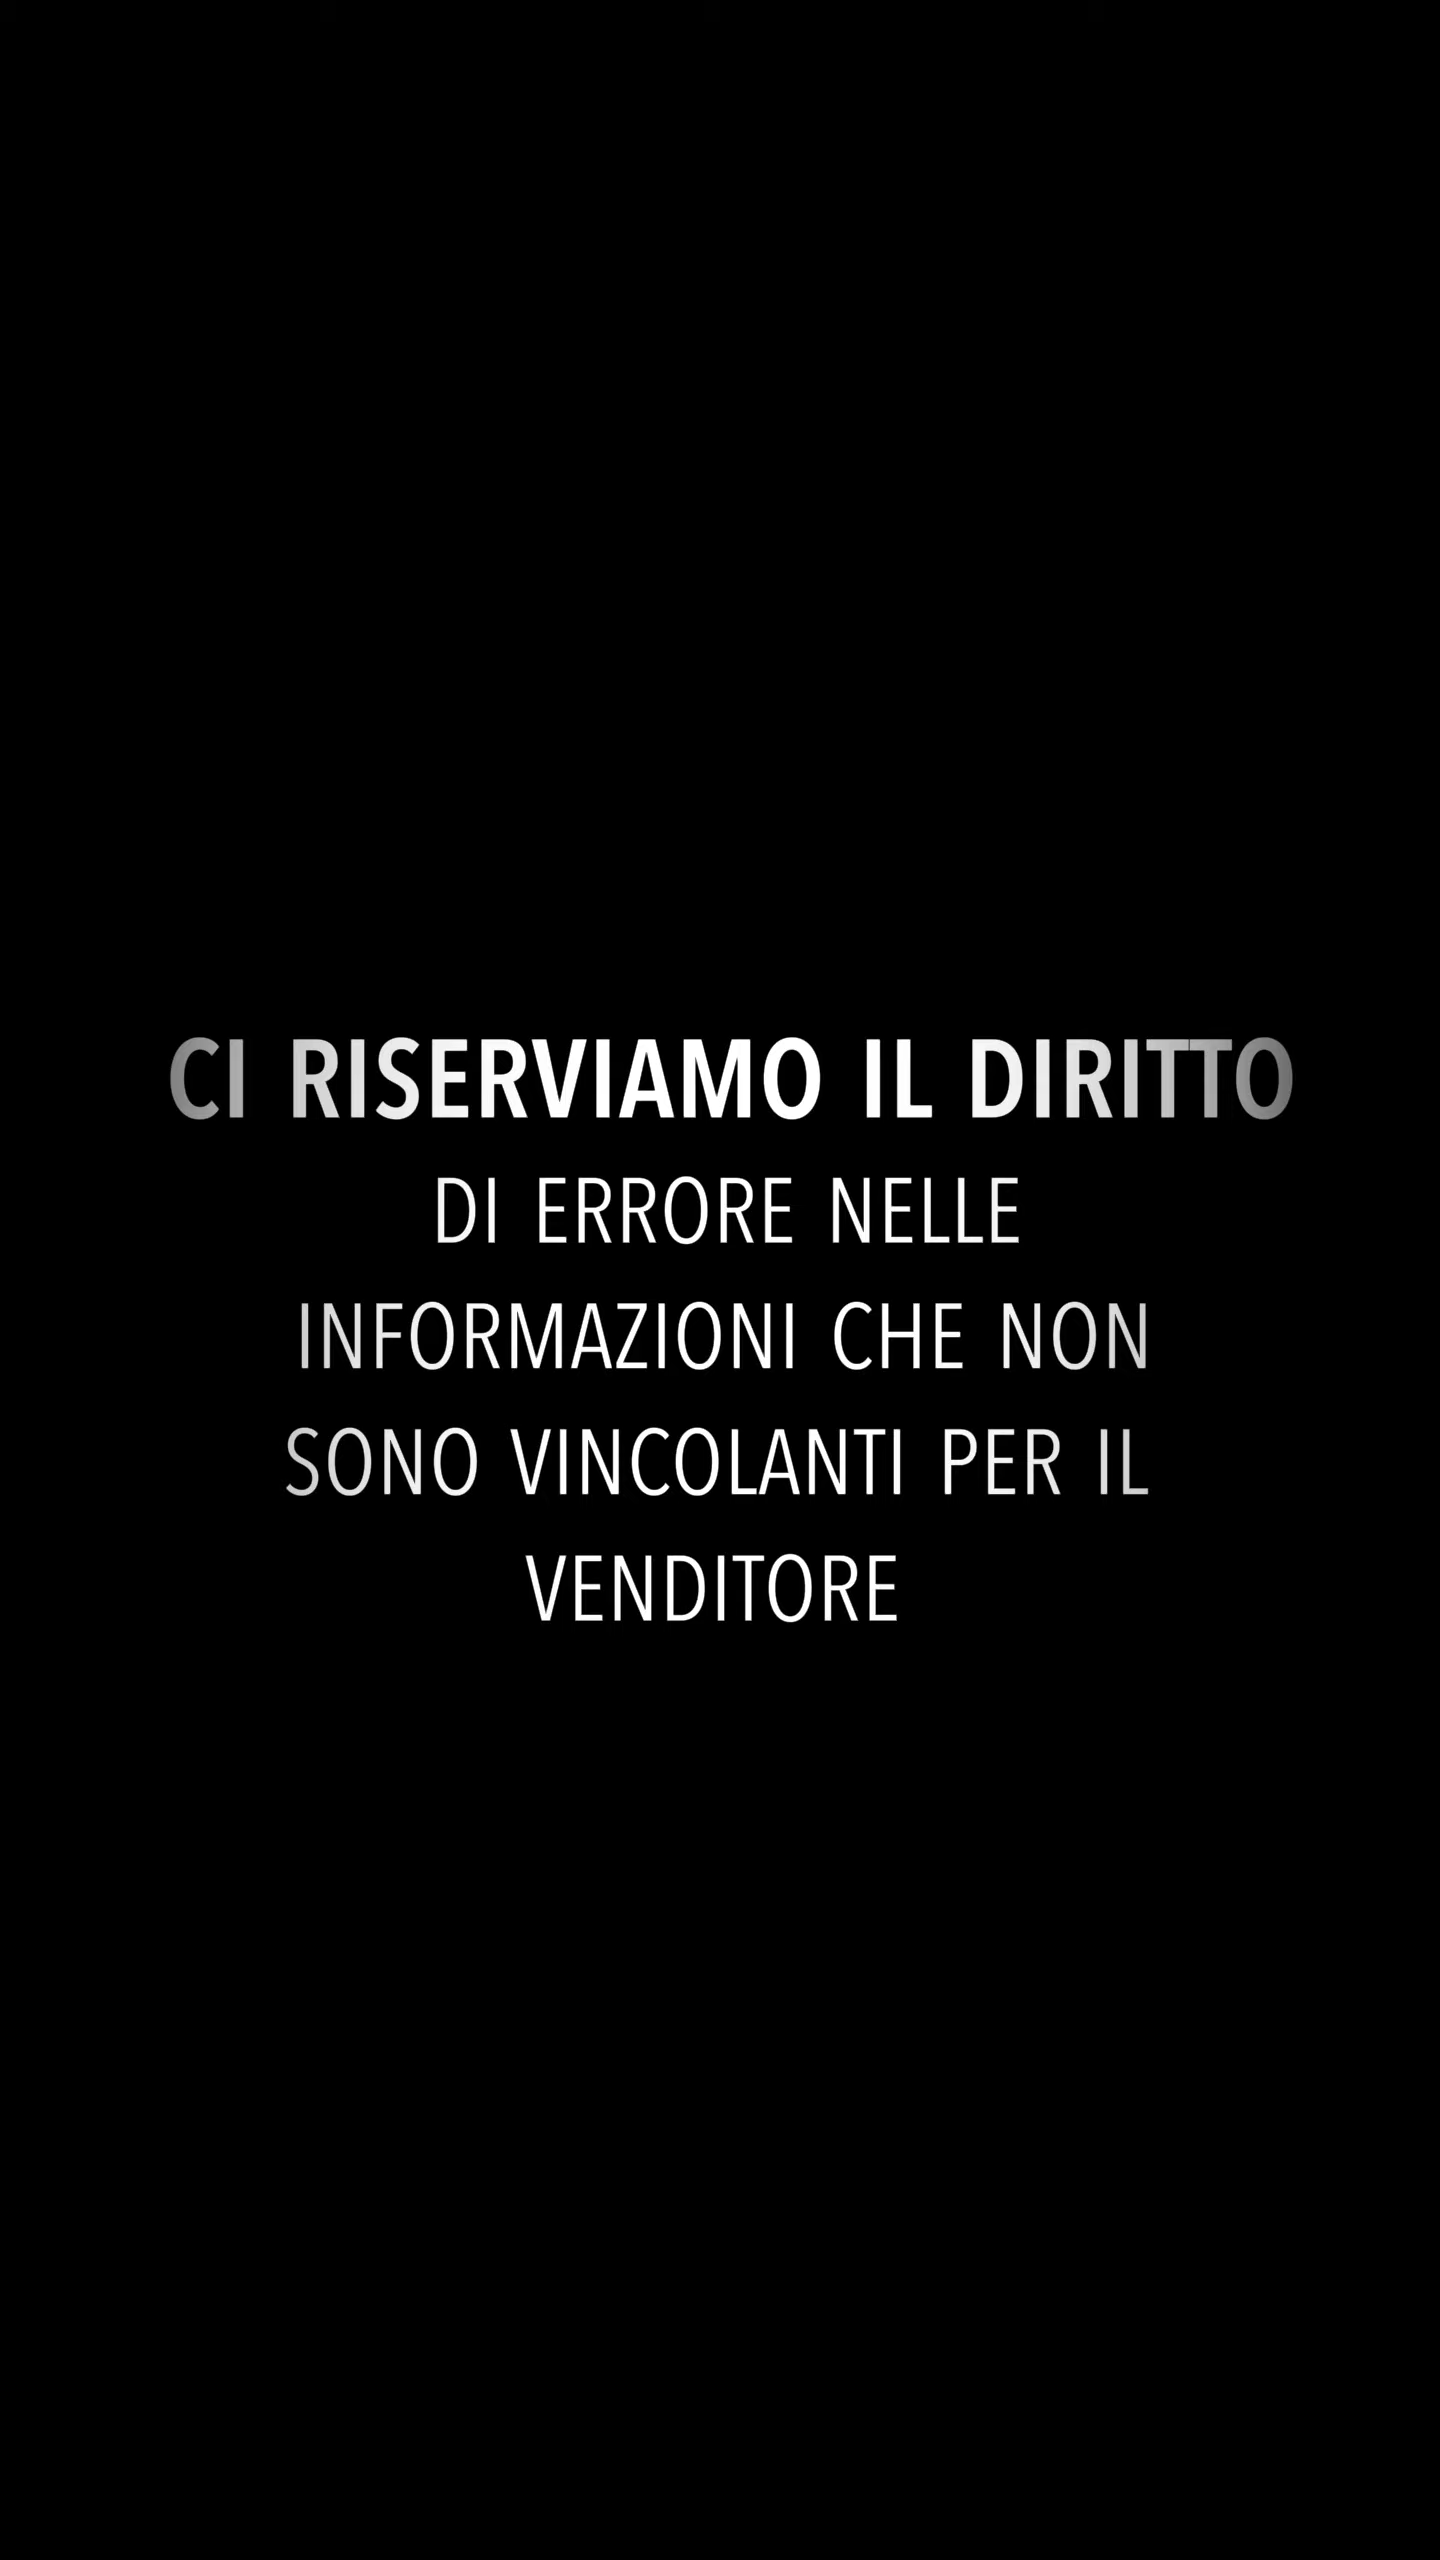 CI RISERVIAMO IL DIRITTO
DI ERRORE NELLE
INFORMAZIONI CHE NON
SONO VINCOLANTI PER IL
VENDITORE